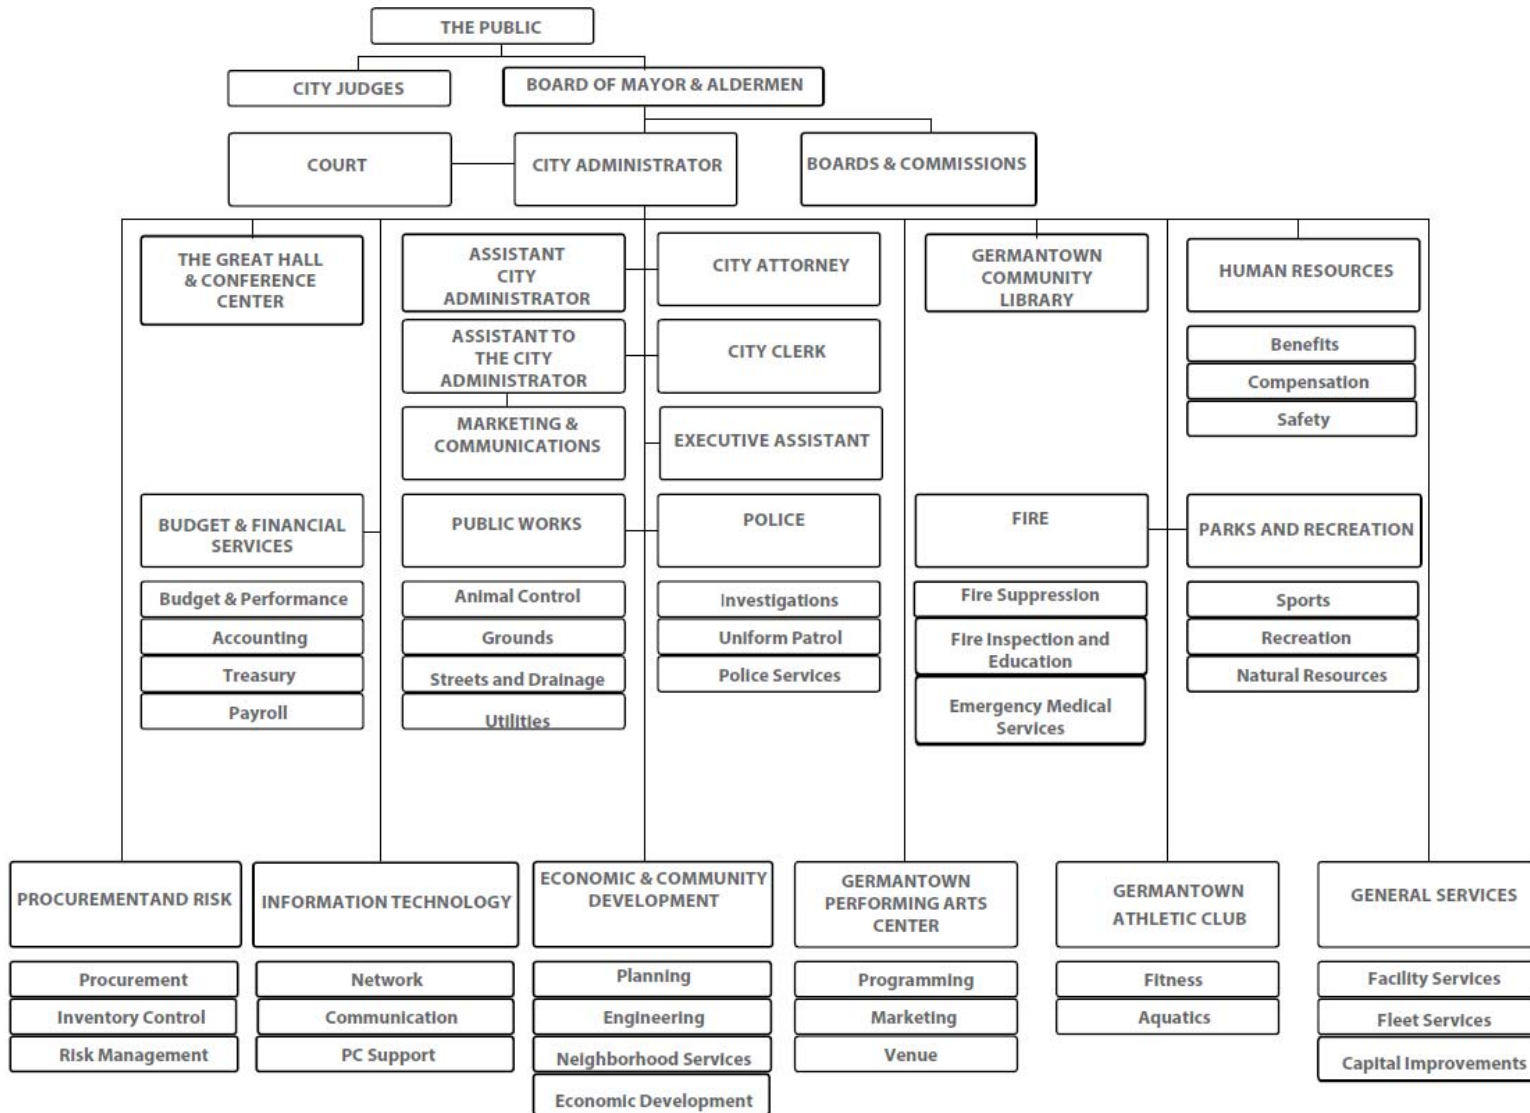 THE PUBLIC
CITY JUDGES
BOARD OF MAYOR & ALDERMEN
COURT
CITY ADMINISTRATOR
BOARDS & COMMISSIONS
THE GREAT HALL
& CONFERENCE
CENTER
ASSISTANT
CITY
ADMINISTRATOR
CITY ATTORNEY
GERMANTOWN
COMMUNITY
LIBRARY
HUMAN RESOURCES
Benefits
Compensation
Safety
ASSISTANT TO
THE CITY
ADMINISTRATOR
CITY CLERK
MARKETING &
COMMUNICATIONS
EXECUTIVE ASSISTANT
BUDGET & FINANCIAL
SERVICES
Budget & Performance
Accounting
Treasury
Payroll
PUBLIC WORKS
Animal Control
Grounds
Streets and Drainage
Utilities
POLICE
Investigations
Uniform Patrol
Police Services
FIRE
Fire Suppression
Fire Inspection and
Education
Emergency Medical
Services
PARKS AND RECREATION
Sports
Recreation
Natural Resources
PROCUREMENTAND RISK
Procurement
Inventory Control
Risk Management
INFORMATION TECHNOLOGY
Network
Communication
PC Support
ECONOMIC & COMMUNITY
DEVELOPMENT
Planning
Engineering
Neighborhood Services
Economic Development
GERMANTOWN
PERFORMING ARTS
CENTER
Programming
Marketing
Venue
GERMANTOWN
ATHLETIC CLUB
Fitness
Aquatics
GENERAL SERVICES
Facility Services
Fleet Services
Capital Improvements